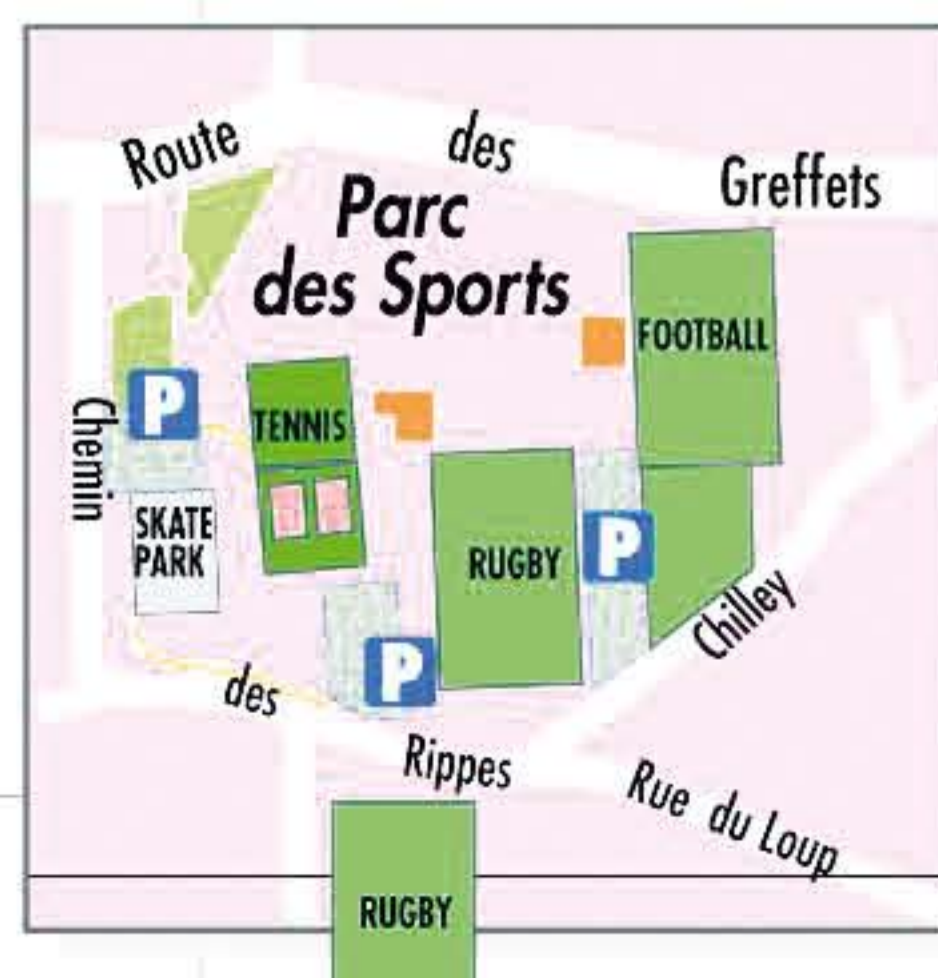 Route des Greffets
Parc
des Sports
FOOTBALL
P
TENNIS
Chemin des Rippes
SKATE
PARK
RUGBY
P
Chilley
P
Rue du Loup
RUGBY